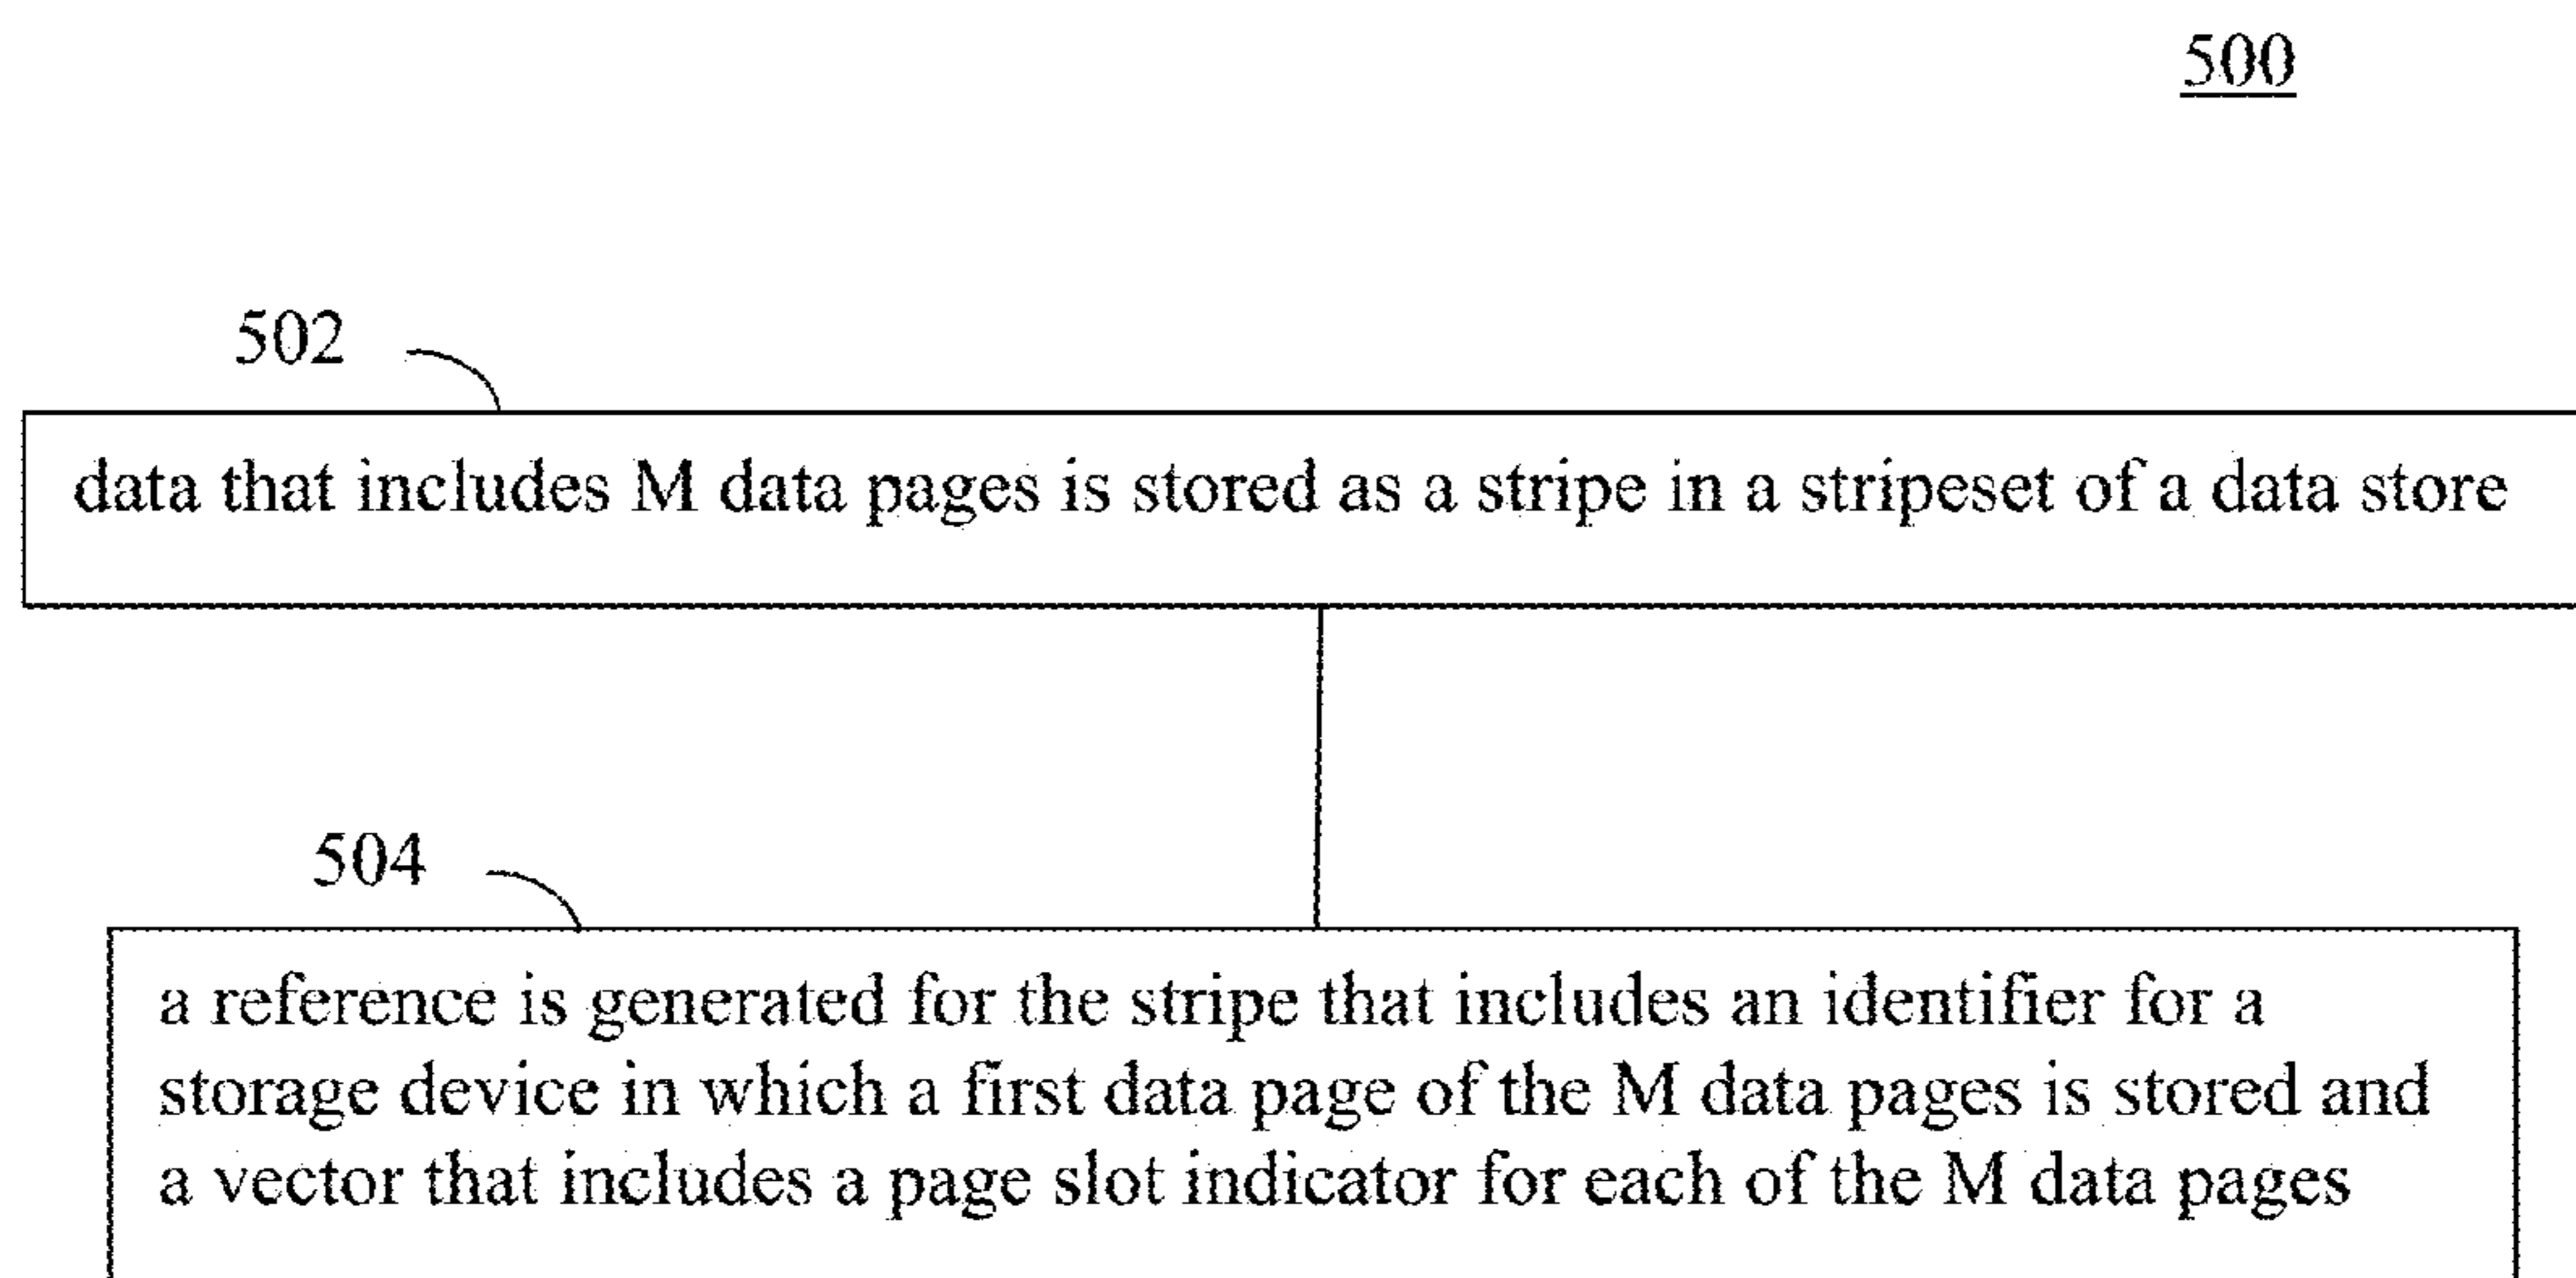 500
502
data that includes M data pages is stored as a stripe in a stripeset of a data store
504
a reference is generated for the stripe that includes an identifier for a
storage device in which a first data page of the M data pages is stored and
a vector that includes a page slot indicator for each of the M data pages